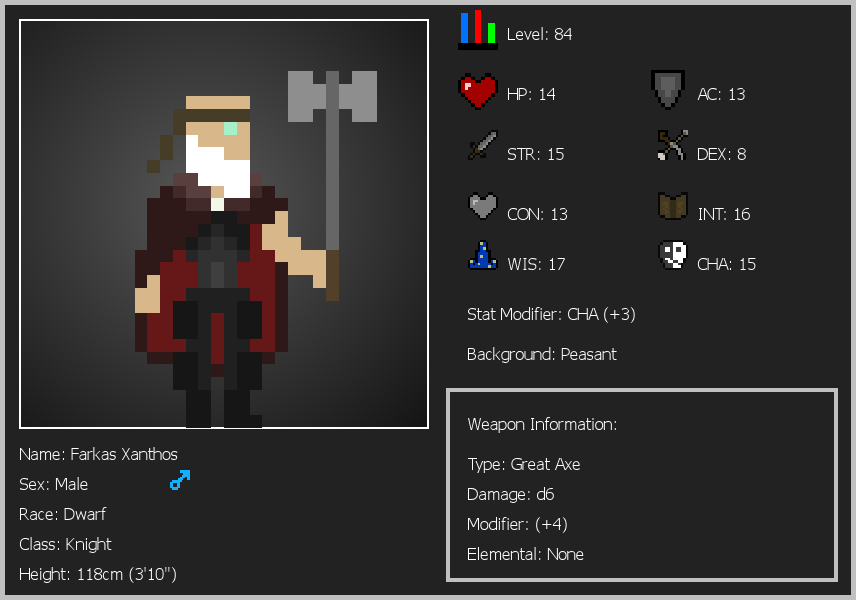 Level: 84
HP: 14
AC: 13
STR: 15
DEX: 8
CON: 13
INT: 16
WIS: 17
CHA: 15
Stat Modifier: CHA (+3)
Background: Peasant
Weapon Information:
Type: Great Axe
Damage: d6
Modifier: (+4)
Elemental: None
Name: Farkas Xanthos
Sex: Male
Race: Dwarf
Class: Knight
Height: 118cm (3'10")